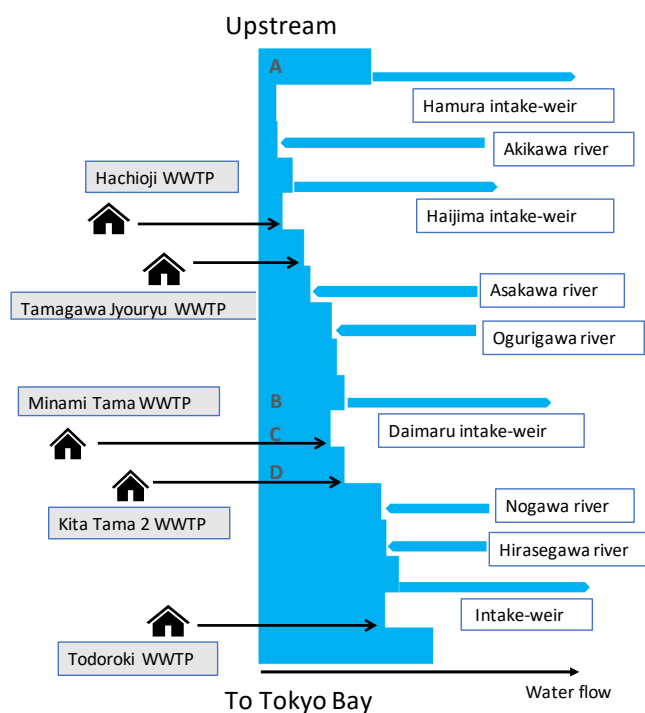 Upstream
A
Hamura intake-weir
Akikawa river
Hachioji WWTP
Haijima intake-weir
Asakawa river
Tamagawa Jyouryu WWTP
Ogurigawa river
Minami Tama WWTP
B
Daimaru intake-weir
C
D
Nogawa river
Kita Tama 2 WWTP
Hirasegawa river
Intake-weir
Todoroki WWTP
To Tokyo Bay
Water flow